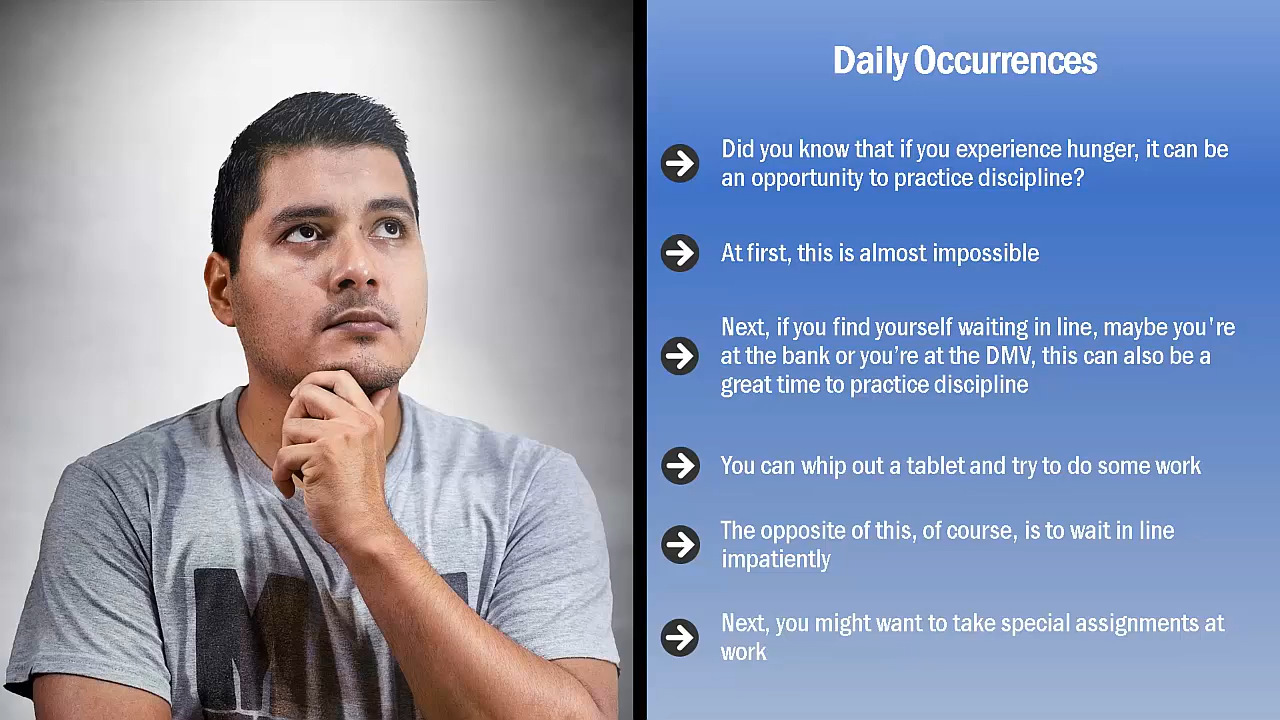 Daily Occurrences
Did you know that if you experience hunger, it can be
an opportunity to practice discipline?
At first, this is almost impossible
Next, if you find yourself waiting in line, maybe you're
at the bank or you’re at the DMV, this can also be a
great time to practice discipline
You can whip out a tablet and try to do some work
The opposite of this, of course, is to wait in line
impatiently
Next, you might want to take special assignments at
work